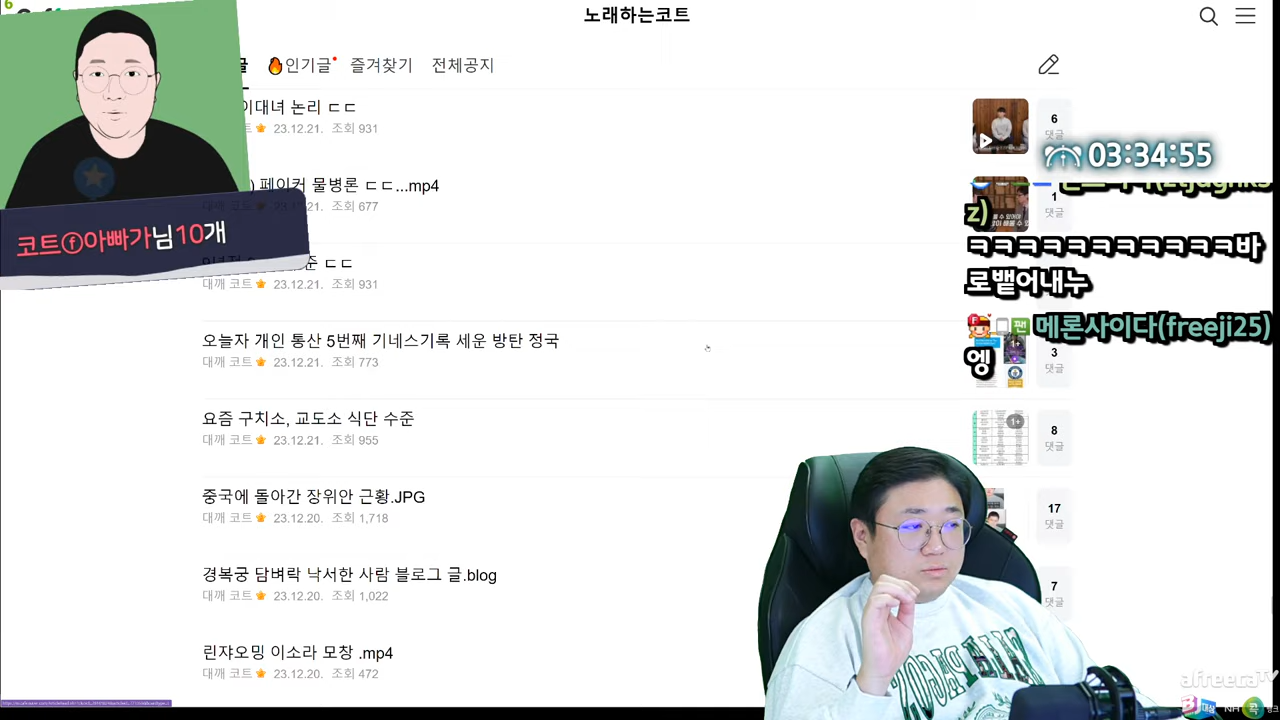 노래하는코트
글 🔥인기글 즐겨찾기 전체공지
이대녀 논리 ㄷㄷ
트 23.12.21. 조회 931
6
댓글
03:34:55
) 페이커 물병론 ㄷㄷ...mp4
대깨 코트 23.12.21. 조회 677
1
댓글
z)
ㅋㅋㅋㅋㅋㅋㅋㅋㅋㅋㅋ바
로뱉어내누
코트ⓕ아빠가님10개
준 ㄷㄷ
대깨 코트 23.12.21. 조회 931
메론사이다(freeji25)
엥
오늘자 개인 통산 5번째 기네스기록 세운 방탄 정국
대깨 코트 23.12.21. 조회 773
1+
3
댓글
요즘 구치소, 교도소 식단 수준
대깨 코트 23.12.21. 조회 955
1+
8
댓글
중국에 돌아간 장위안 근황.JPG
대깨 코트 23.12.20. 조회 1,718
17
댓글
경복궁 담벼락 낙서한 사람 블로그 글.blog
대깨 코트 23.12.20. 조회 1,022
7
댓글
린쟈오밍 이소라 모창 .mp4
대깨 코트 23.12.20. 조회 472
afreecaTV